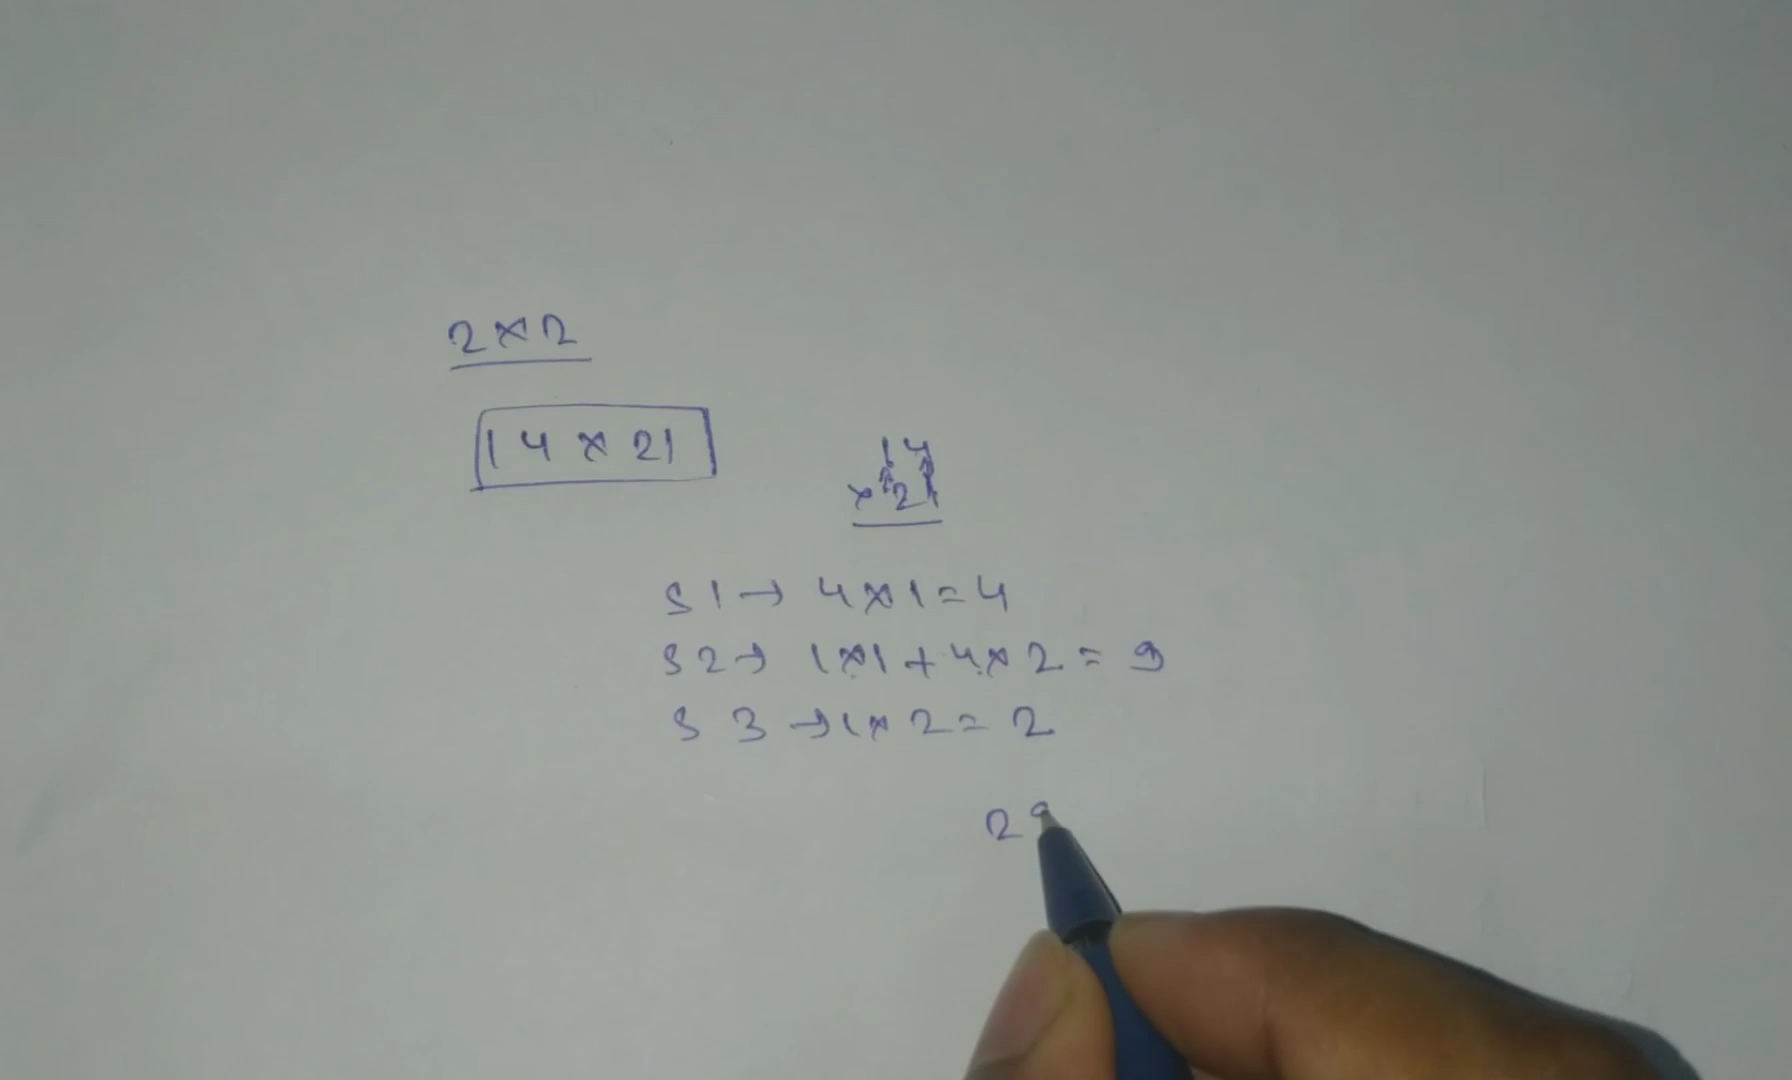 2×2
14 × 21
14
× 21
S1→ 4×1=4
S2→ 1×1+4×2=9
S3→1×2=2
29